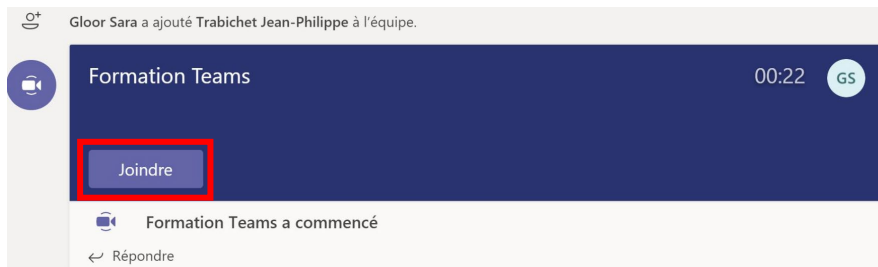 Gloor Sara a ajouté Trabichet Jean-Philippe à l'équipe.
Formation Teams 00:22 GS
Joindre
Formation Teams a commencé
Répondre